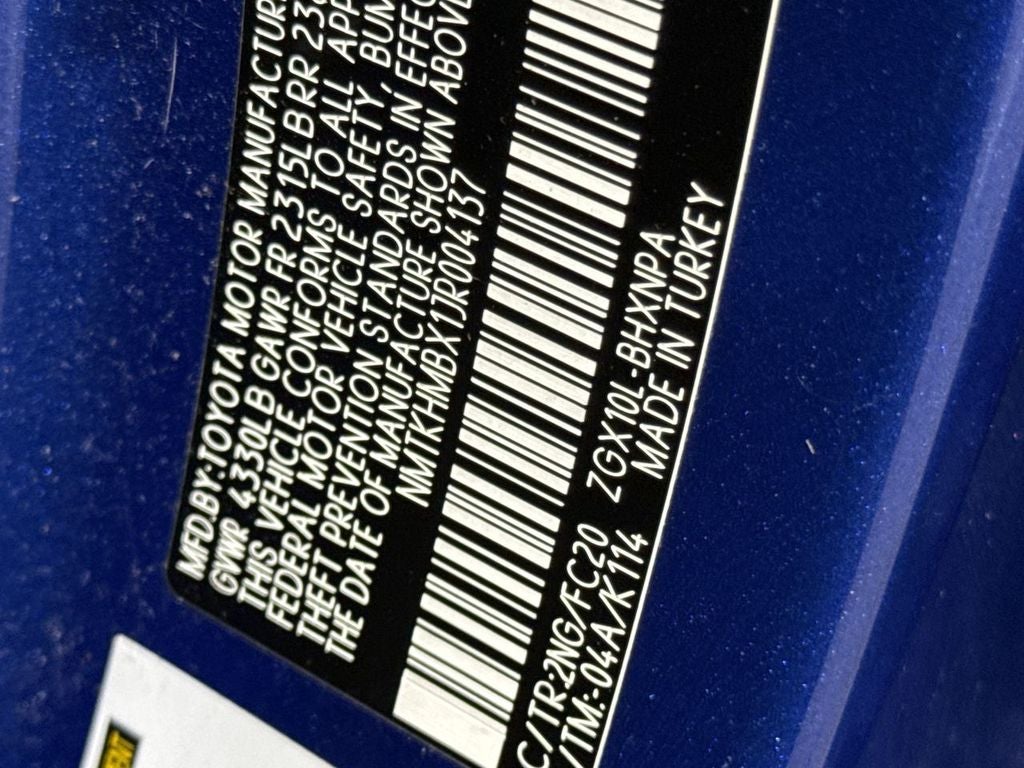 MFD.BY:TOYOTA MOTOR MANUFACTUR
GVWR 4330LB GAWR FR 2315LB RR 23
THIS VEHICLE CONFORMS TO ALL APP
FEDERAL MOTOR VEHICLE SAFETY, BUM
THEFT PREVENTION STANDARDS IN EFFEC
THE DATE OF MANUFACTURE SHOWN ABOVE
NMTKHMBX1JR004137
C/TR:2NG/FC20 ZGX10L-BHXNPA
/TM:-04A/K114 MADE IN TURKEY